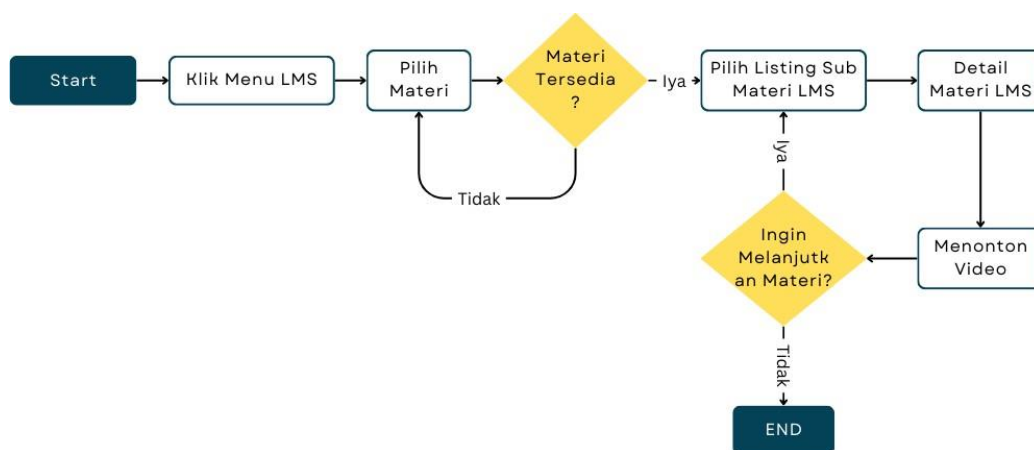 Start
Klik Menu LMS
Pilih
Materi
Materi
Tersedia
?
Iya
Tidak
Pilih Listing Sub
Materi LMS
Detail
Materi LMS
Menonton
Video
Ingin
Melanjutk
an Materi?
Iya
Tidak
END